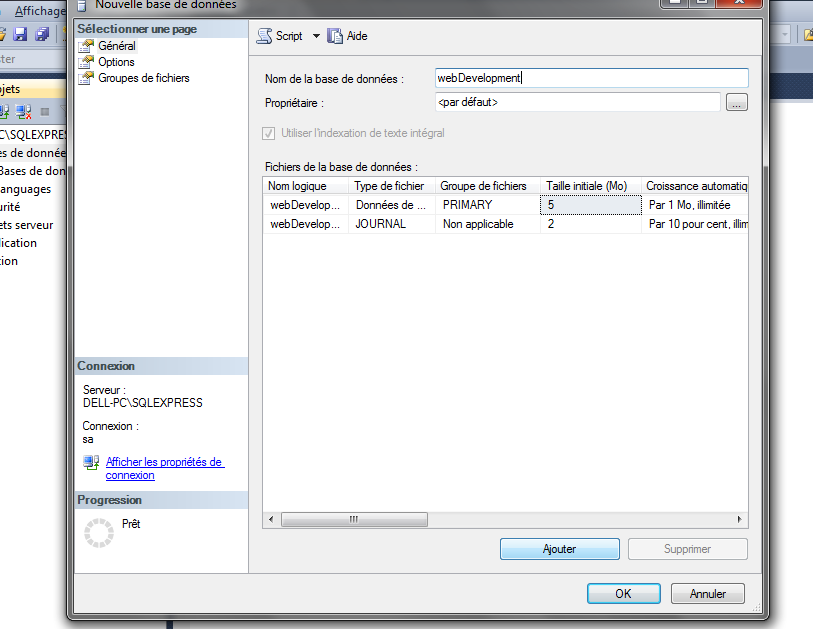 Nouvelle base de données
Affichage
Sélectionner une page
Général
Options
Groupes de fichiers
Script
Aide
Nom de la base de données :
webDevelopment
Propriétaire :
<par défaut>
...
Utiliser l'indexation de texte intégral
Fichiers de la base de données :
Nom logique Type de fichier Groupe de fichiers Taille initiale (Mo) Croissance automatiq
webDevelop... Données de ... PRIMARY 5 Par 1 Mo, illimitée
webDevelop... JOURNAL Non applicable 2 Par 10 pour cent, illim
ter
jets
C\SQLEXPRE
es de donnée
Bases de don
anguages
urité
ets serveur
lication
tion
Connexion
Serveur :
DELL-PC\SQLEXPRESS
Connexion :
sa
Afficher les propriétés de
connexion
Progression
Prêt
Ajouter
Supprimer
OK
Annuler